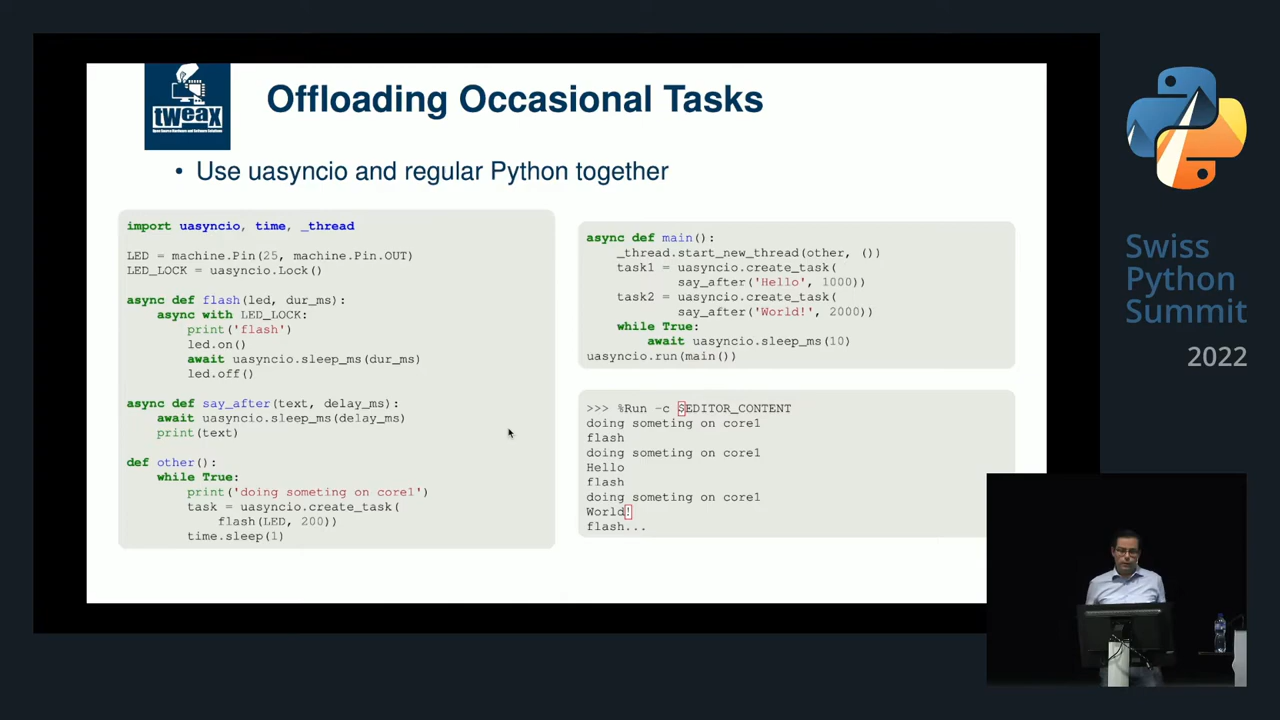 tweax
Open Source Hardware and Software Solutions
Offloading Occasional Tasks
• Use uasyncio and regular Python together
import uasyncio, time, _thread
LED = machine.Pin(25, machine.Pin.OUT)
LED_LOCK = uasyncio.Lock()
async def flash(led, dur_ms):
async with LED_LOCK:
print('flash')
led.on()
await uasyncio.sleep_ms(dur_ms)
led.off()
async def say_after(text, delay_ms):
await uasyncio.sleep_ms(delay_ms)
print(text)
def other():
while True:
print('doing someting on core1')
task = uasyncio.create_task(
flash(LED, 200))
time.sleep(1)
async def main():
_thread.start_new_thread(other, ())
task1 = uasyncio.create_task(
say_after('Hello', 1000))
task2 = uasyncio.create_task(
say_after('World!', 2000))
while True:
await uasyncio.sleep_ms(10)
uasyncio.run(main())
>>> %Run -c $EDITOR_CONTENT
doing someting on core1
flash
doing someting on core1
Hello
flash
doing someting on core1
World!
flash...
Swiss
Python
Summit
2022